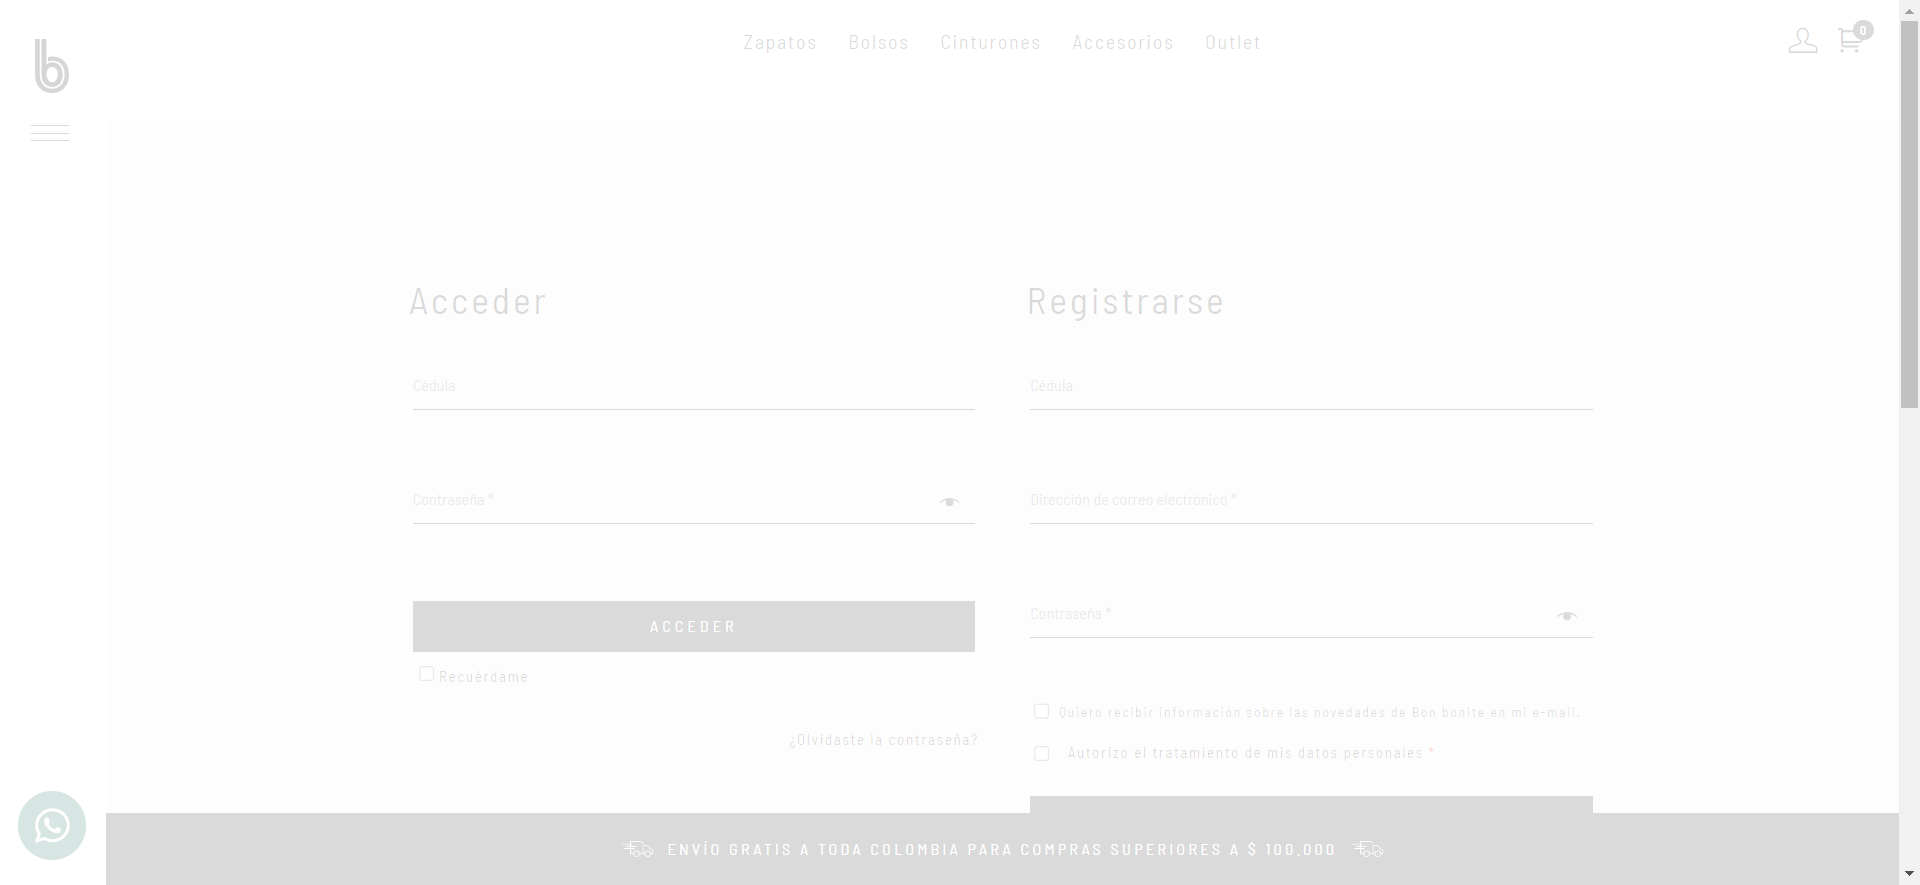 b
Zapatos Bolsos Cinturones Accesorios Outlet
0
Acceder
Cédula
Contraseña *
ACCEDER
Recuérdame
¿Olvidaste la contraseña?
Registrarse
Cédula
Dirección de correo electrónico *
Contraseña *
Quiero recibir información sobre las novedades de Bon bonite en mi e-mail.
Autorizo el tratamiento de mis datos personales *
ENVÍO GRATIS A TODA COLOMBIA PARA COMPRAS SUPERIORES A $ 100.000